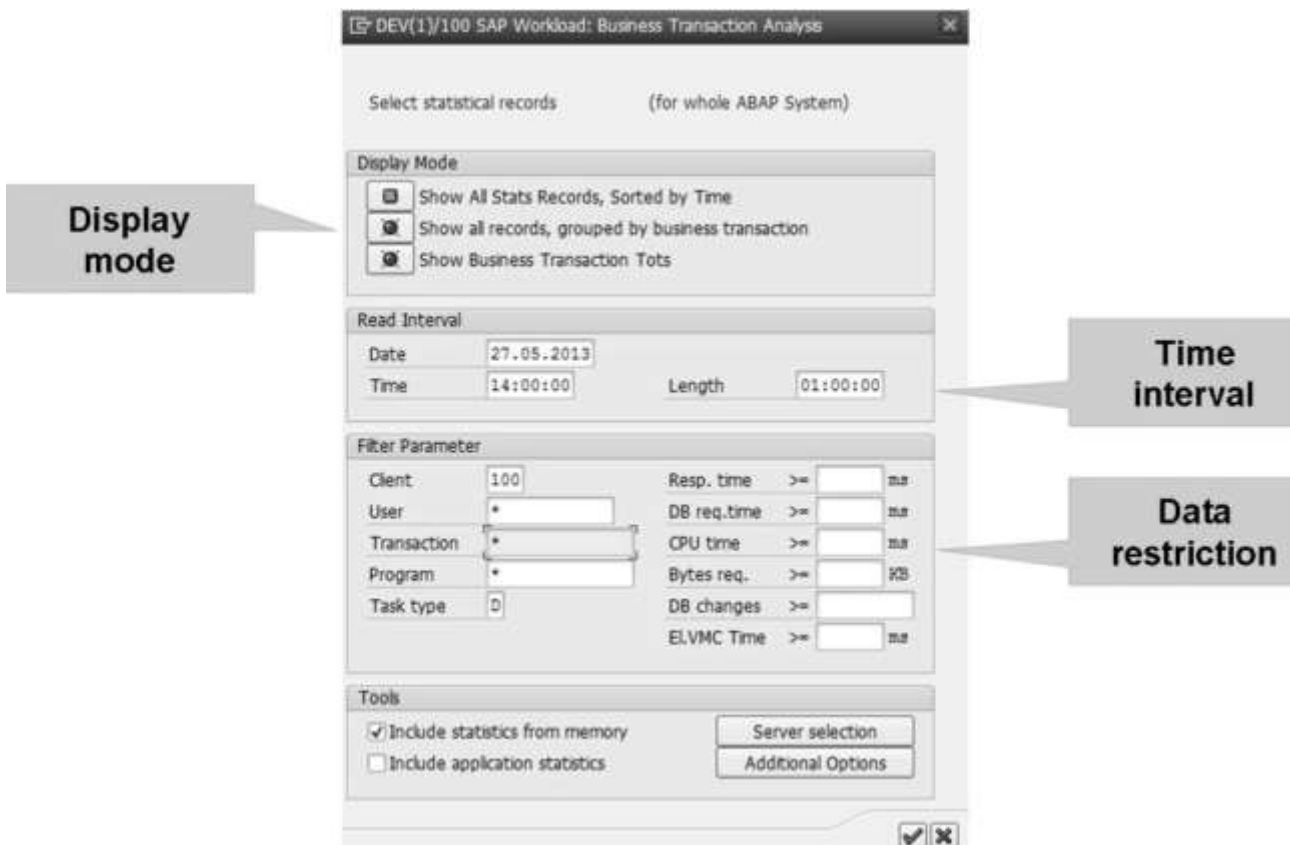 DEV(1)/100 SAP Workload: Business Transaction Analysis
Select statistical records (for whole ABAP System)
Display Mode
Show All Stats Records, Sorted by Time
Show all records, grouped by business transaction
Show Business Transaction Tots
Display
mode
Read Interval
Date 27.05.2013
Time 14:00:00 Length 01:00:00
Time
interval
Filter Parameter
Client 100 Resp. time >= ms
User * DB req.time >= ms
Transaction * CPU time >= ms
Program * Bytes req. >= KB
Task type D DB changes >=
El.VMC Time >= ms
Data
restriction
Tools
Include statistics from memory Server selection
Include application statistics Additional Options